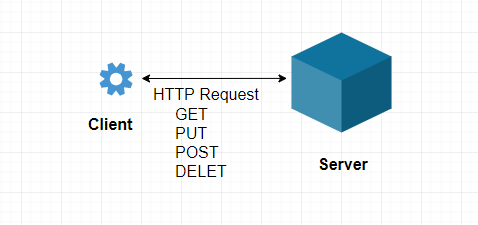 HTTP Request
GET
PUT
POST
DELET
Client
Server